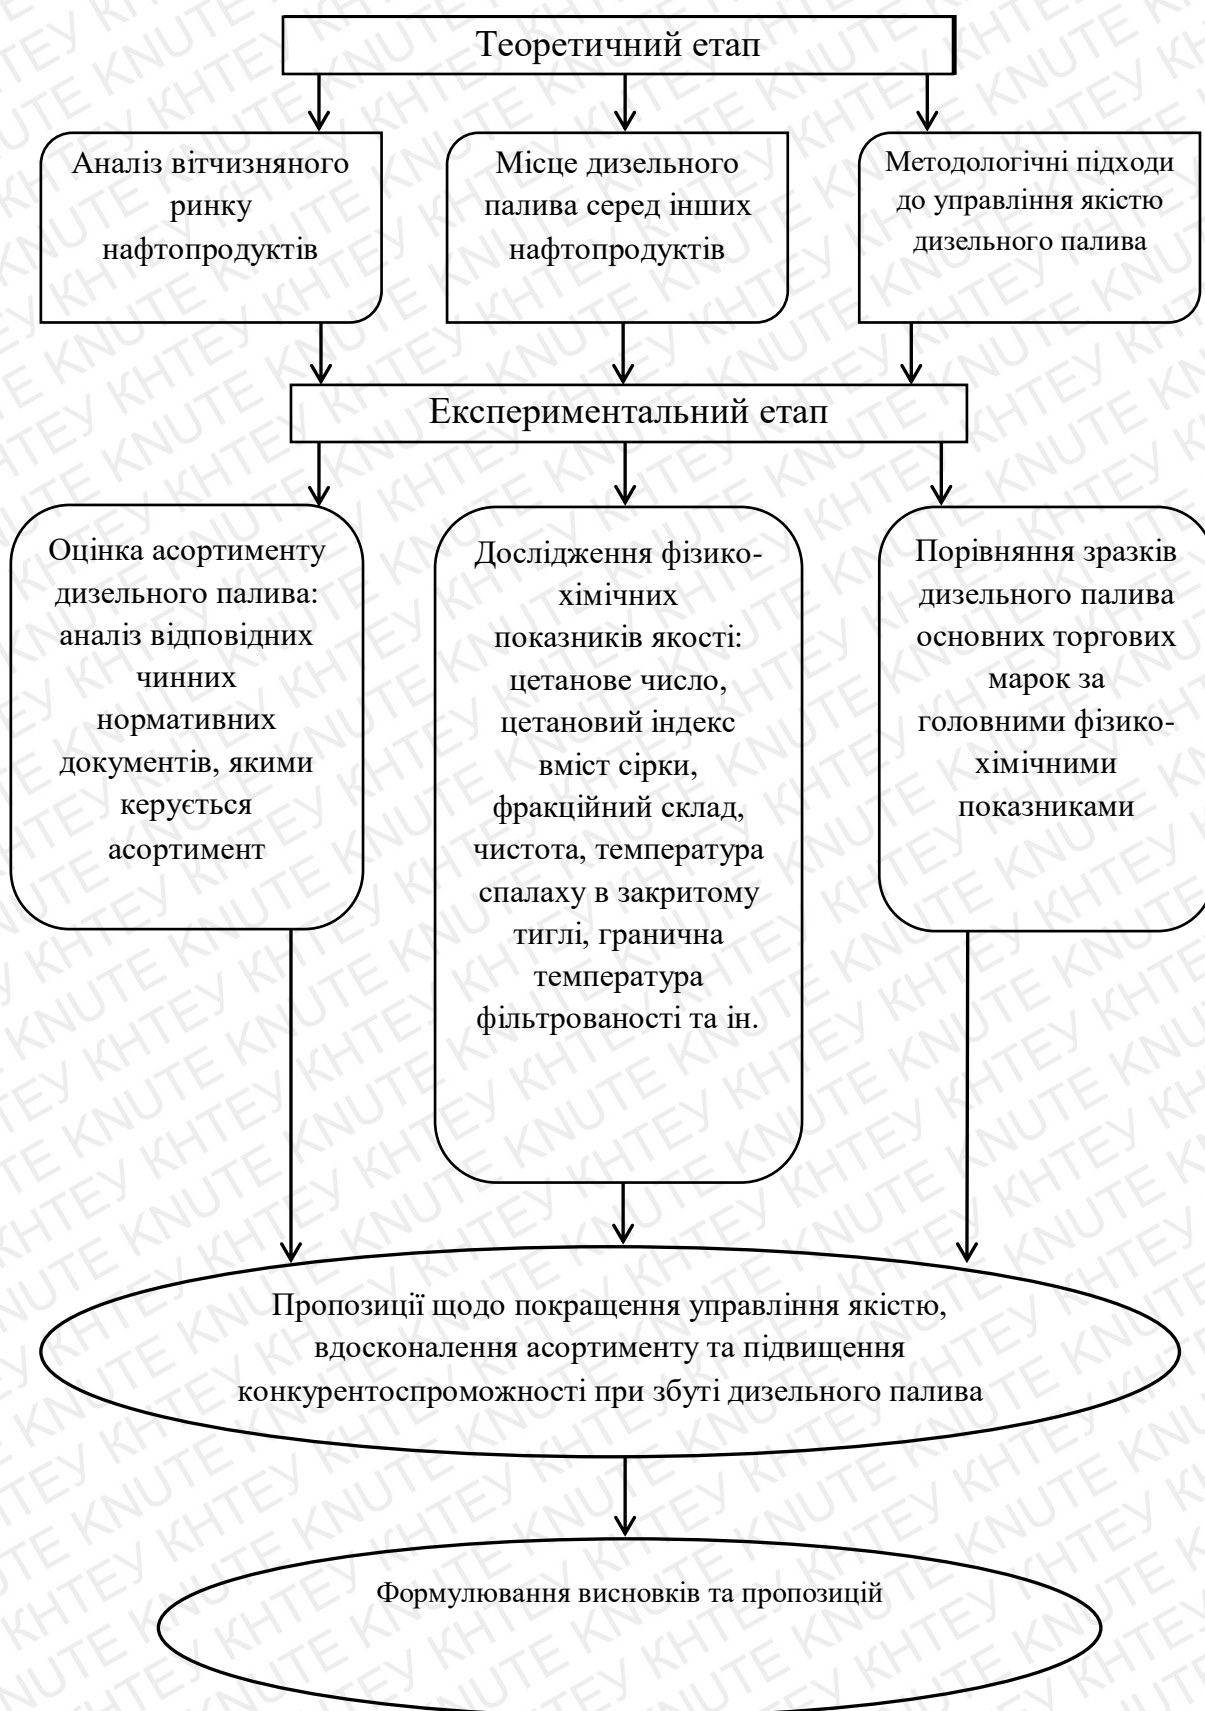 Теоретичний етап
Аналіз вітчизняного
ринку
нафтопродуктів
Місце дизельного
палива серед інших
нафтопродуктів
Методологічні підходи
до управління якістю
дизельного палива
Експериментальний етап
Оцінка асортименту
дизельного палива:
аналіз відповідних
чинних
нормативних
документів, якими
керується
асортимент
Дослідження фізико-
хімічних
показників якості:
цетанове число,
цетановий індекс
вміст сірки,
фракційний склад,
чистота, температура
спалаху в закритому
тиглі, гранична
температура
фільтрованості та ін.
Порівняння зразків
дизельного палива
основних торгових
марок за
головними фізико-
хімічними
показниками
Пропозиції щодо покращення управління якістю,
вдосконалення асортименту та підвищення
конкурентоспроможності при збуті дизельного палива
Формулювання висновків та пропозицій